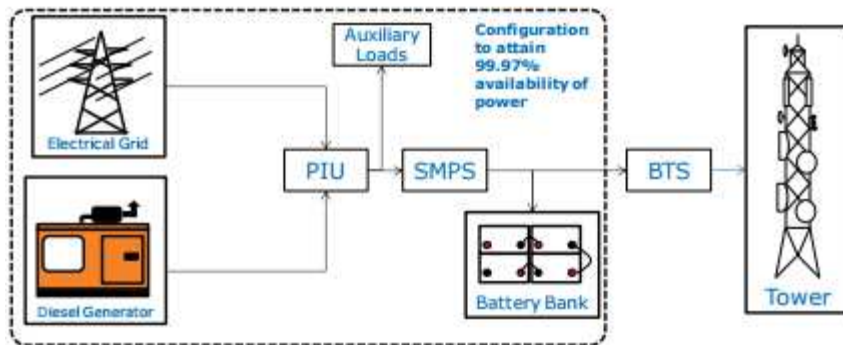 Auxiliary
Loads
Configuration
to attain
99.97%
availability of
power
Electrical Grid
PIU
SMPS
BTS
Diesel Generator
Battery Bank
Tower